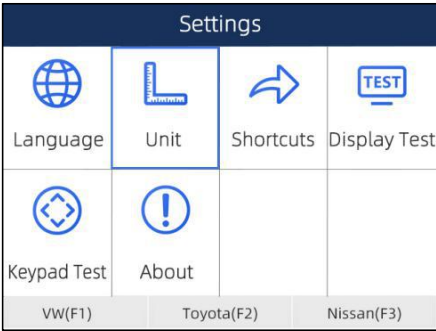 Settings
TEST
Language Unit Shortcuts Display Test
Keypad Test About
VW(F1) Toyota(F2) Nissan(F3)